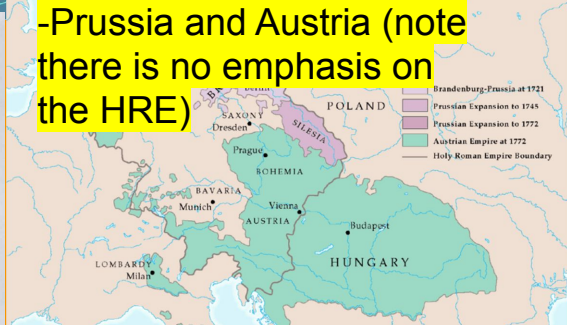 -Prussia and Austria (note
there is no emphasis on
the HRE)
Brandenburg-Prussia at 1721
Prussian Expansion to 1745
Prussian Expansion to 1772
Austrian Empire at 1772
Holy Roman Empire Boundary
POLAND
SAXONY
Dresden
SILESIA
Prague
BOHEMIA
BAVARIA
Munich
Vienna
AUSTRIA
Budapest
HUNGARY
LOMBARDY
Milan